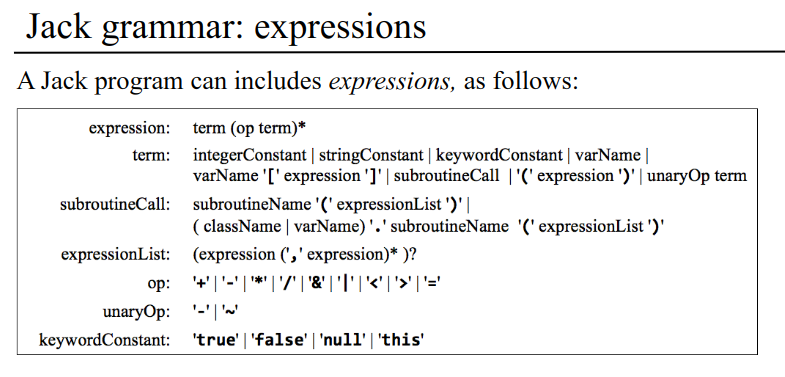 Jack grammar: expressions
A Jack program can includes expressions, as follows:
expression: term (op term)*
term: integerConstant | stringConstant | keywordConstant | varName |
varName '[' expression ']' | subroutineCall | '(' expression ')' | unaryOp term
subroutineCall: subroutineName '(' expressionList ')' |
( className | varName) '.' subroutineName '(' expressionList ')'
expressionList: (expression (',' expression)* )?
op: '+' | '-' | '*' | '/' | '&' | '|' | '<' | '>' | '='
unaryOp: '-' | '~'
keywordConstant: 'true' | 'false' | 'null' | 'this'